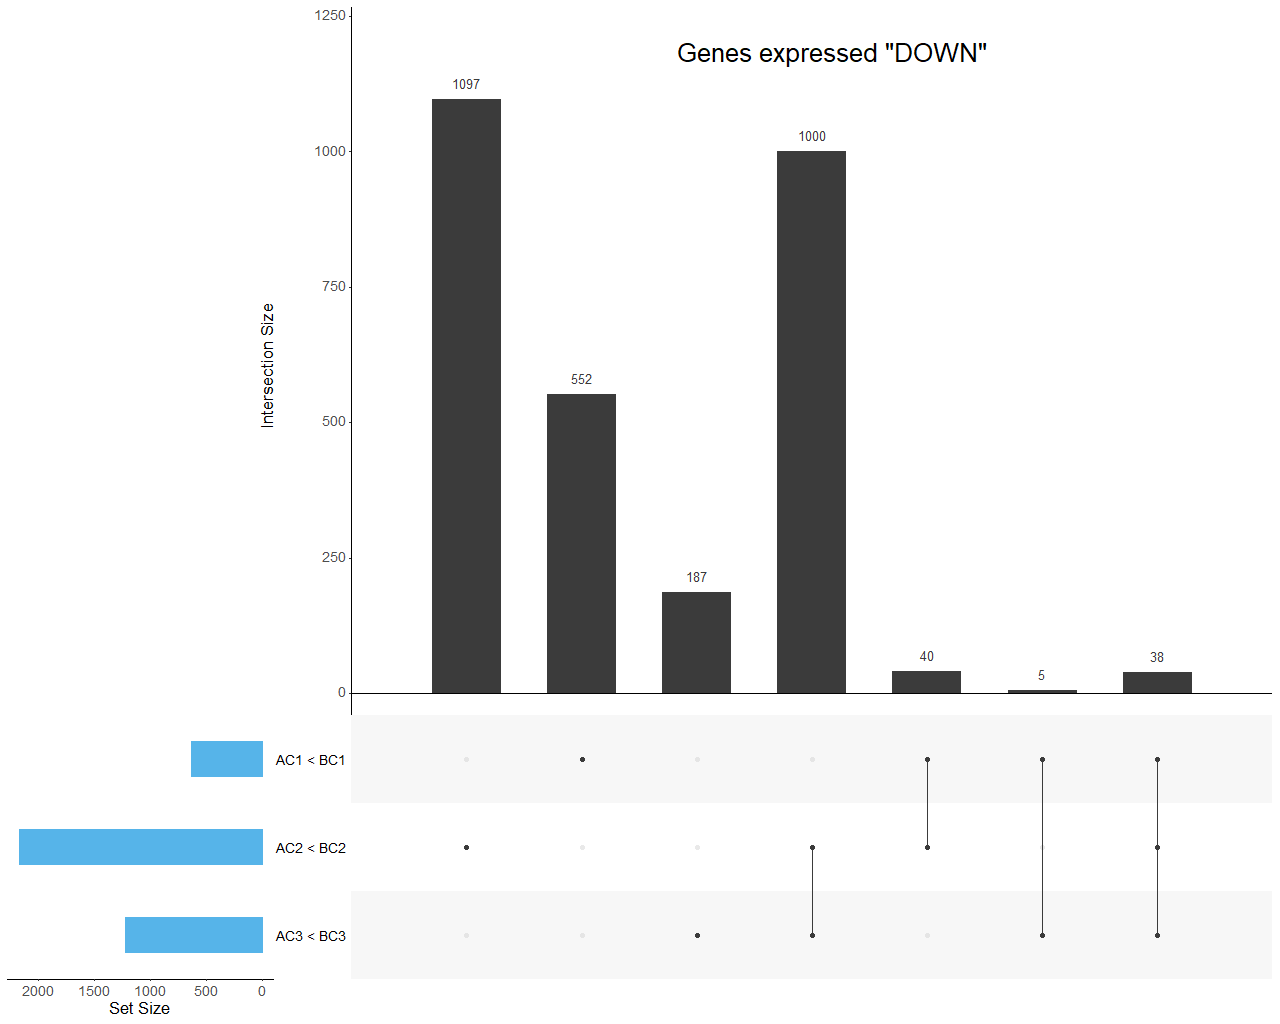 Genes expressed "DOWN"
Intersection Size
1250
1000
750
500
250
0
1097
552
187
1000
40
5
38
AC1 < BC1
AC2 < BC2
AC3 < BC3
2000 1500 1000 500 0
Set Size